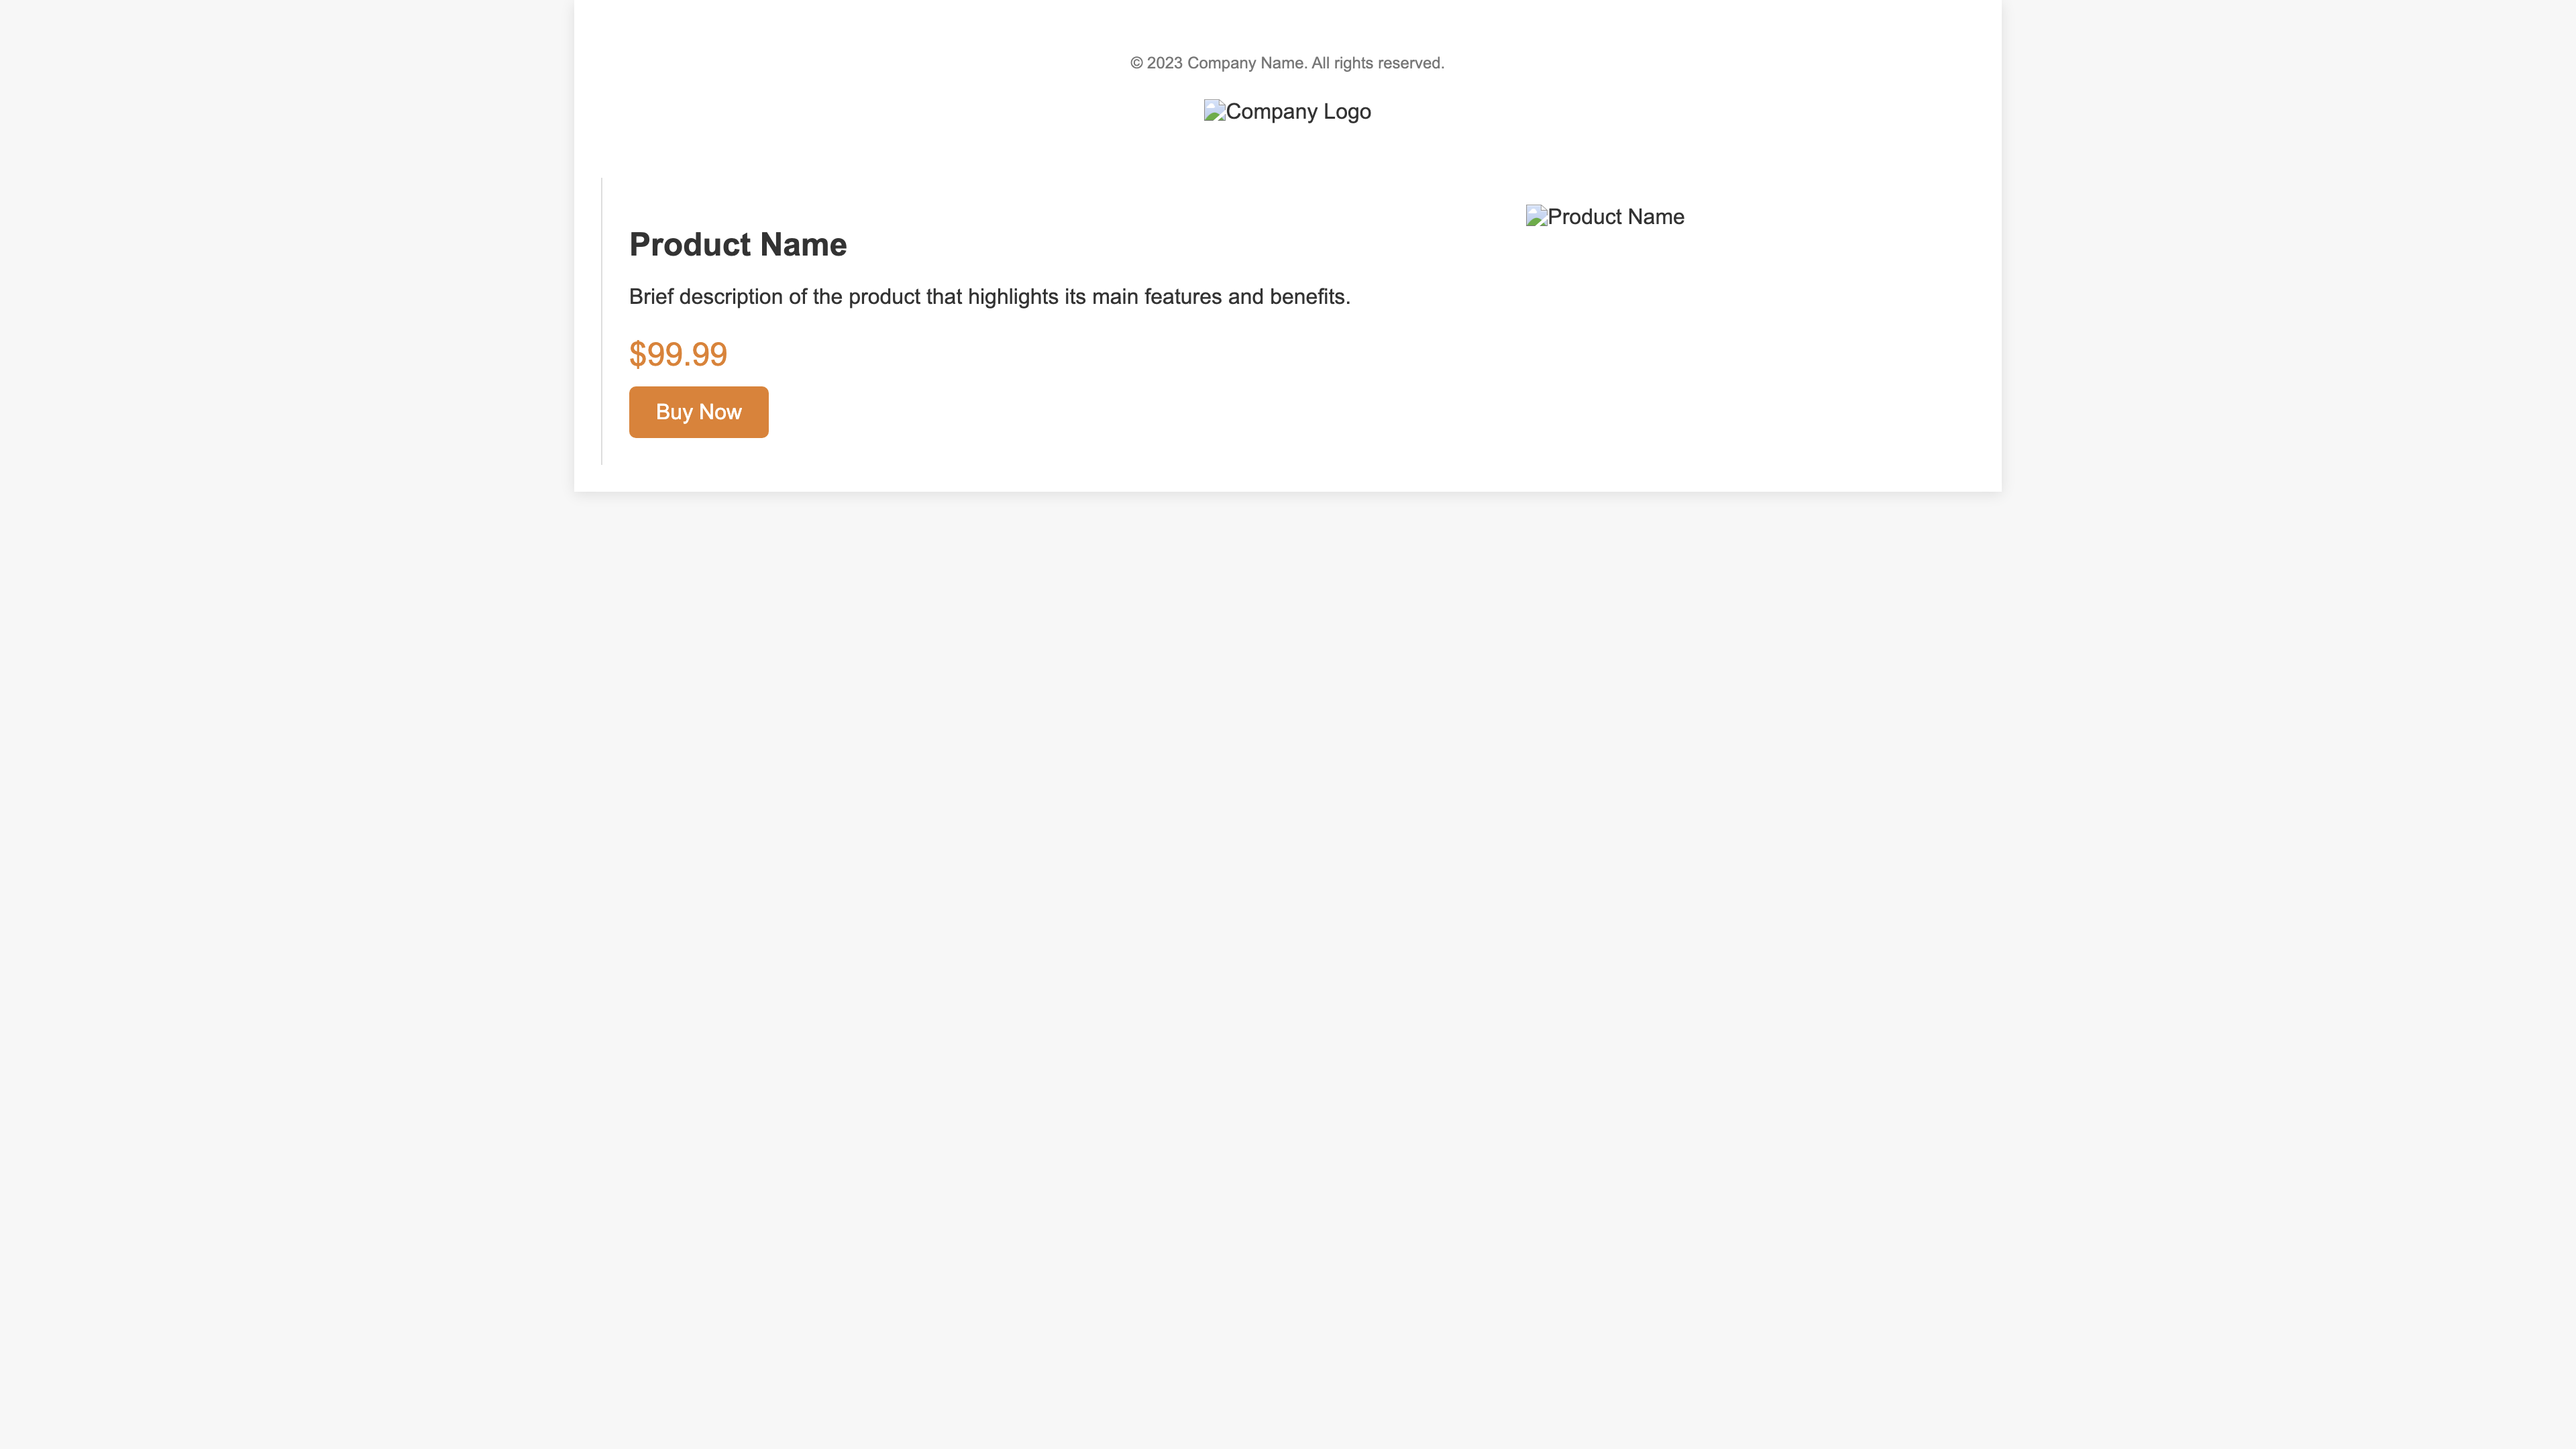 © 2023 Company Name. All rights reserved.
Company Logo
Product Name
Product Name
Brief description of the product that highlights its main features and benefits.
$99.99
Buy Now